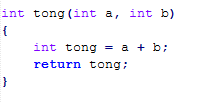 int tong(int a, int b)
{
    int tong = a + b;
    return tong;
}